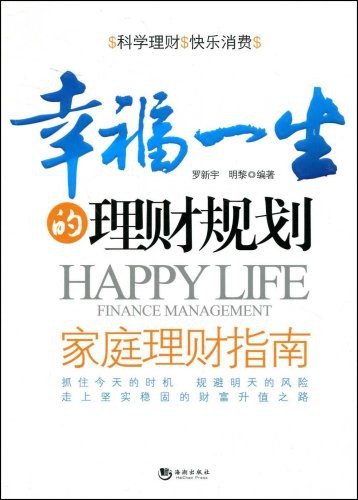 $科学理财$快乐消费$
幸福一生
罗新宇 明黎◎编著
的理财规划
HAPPY LIFE
FINANCE MANAGEMENT
家庭理财指南
抓住今天的时机 规避明天的风险
走上坚实稳固的财富升值之路
海潮出版社
HaiChao Press